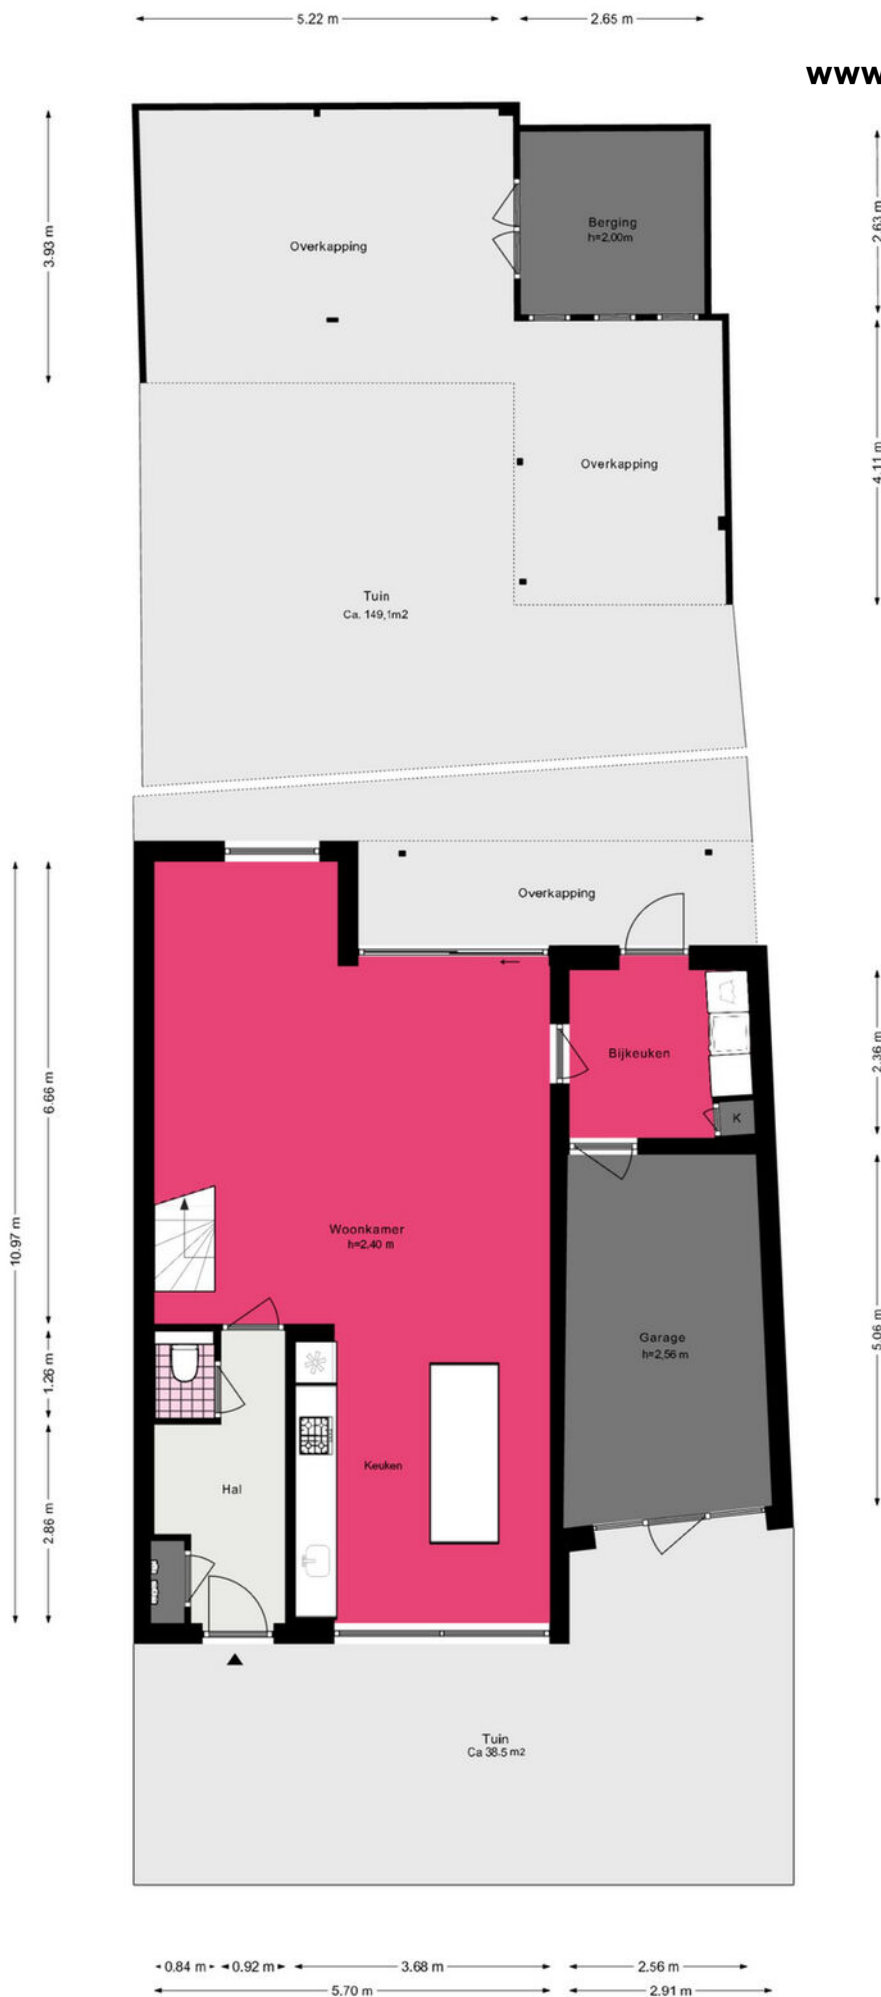 5.22 m
2.65 m
www
3.93 m
2.63 m
Berging
h=2,00m
Overkapping
4.11 m
Overkapping
Tuin
Ca. 149,1m2
Overkapping
10.97 m
6.66 m
2.36 m
Bijkeuken
K
Woonkamer
h=2.40 m
1.26 m
5.06 m
Garage
h=2,56 m
Keuken
Hal
2.86 m
Tuin
Ca 38.5 m2
0.84 m
0.92 m
3.68 m
2.56 m
5.70 m
2.91 m